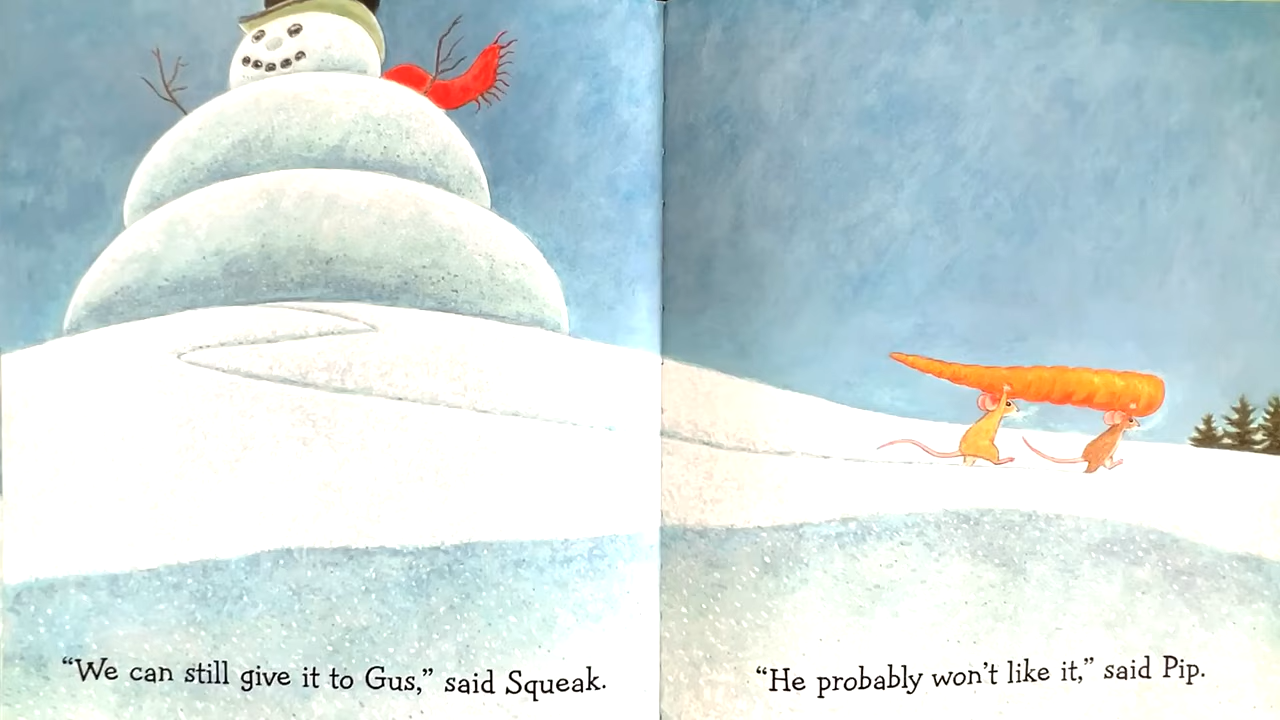 “We can still give it to Gus,” said Squeak.
“He probably won’t like it,” said Pip.